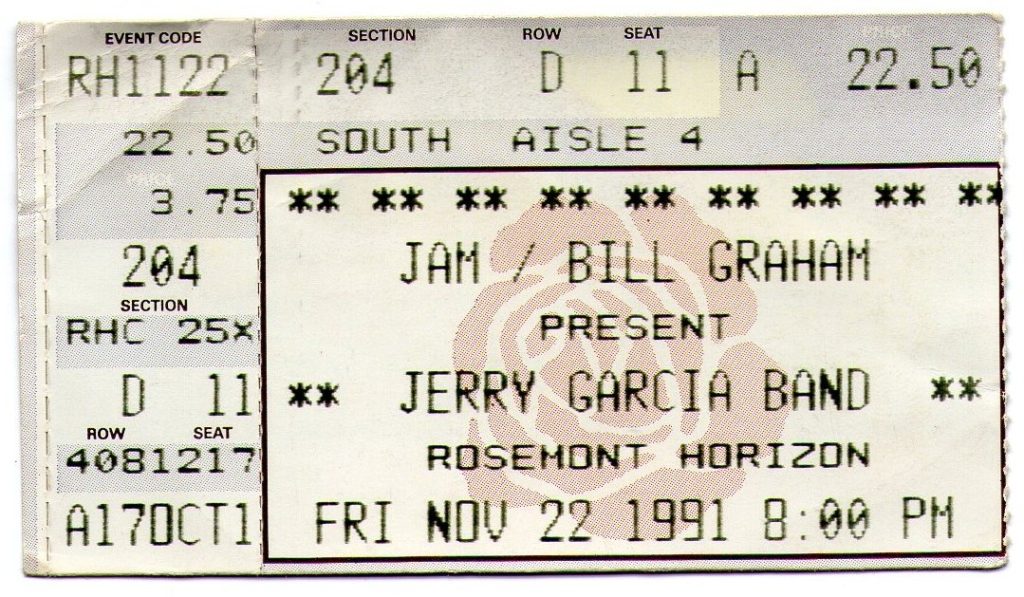 EVENT CODE
RH1122
22.50
PRICE
3.75
204
SECTION
RHC 25X
D 11
ROW SEAT
4081217
A17OCT1
SECTION ROW SEAT PRICE
204 D 11 A 22.50
SOUTH AISLE 4
** ** ** ** ** ** ** ** **
JAM / BILL GRAHAM
PRESENT
** JERRY GARCIA BAND **
ROSEMONT HORIZON
FRI NOV 22 1991 8:00 PM